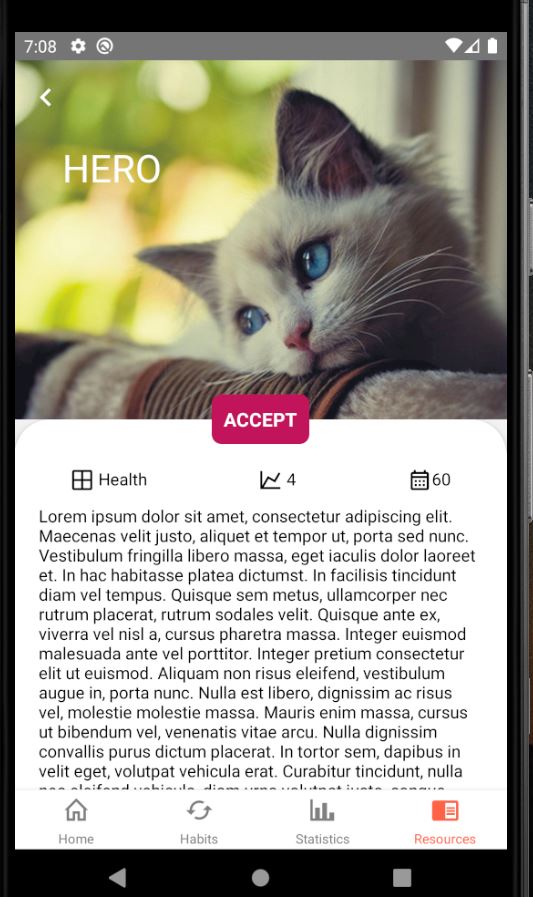 7:08
HERO
ACCEPT
Health
4
60
Lorem ipsum dolor sit amet, consectetur adipiscing elit.
Maecenas velit justo, aliquet et tempor ut, porta sed nunc.
Vestibulum fringilla libero massa, eget iaculis dolor laoreet
et. In hac habitasse platea dictumst. In facilisis tincidunt
diam vel tempus. Quisque sem metus, ullamcorper nec
rutrum placerat, rutrum sodales velit. Quisque ante ex,
viverra vel nisl a, cursus pharetra massa. Integer euismod
malesuada ante vel porttitor. Integer pretium consectetur
elit ut euismod. Aliquam non risus eleifend, vestibulum
augue in, porta nunc. Nulla est libero, dignissim ac risus
vel, molestie molestie massa. Mauris enim massa, cursus
ut bibendum vel, venenatis vitae arcu. Nulla dignissim
convallis purus dictum placerat. In tortor sem, dapibus in
velit eget, volutpat vehicula erat. Curabitur tincidunt, nulla
Home
Habits
Statistics
Resources